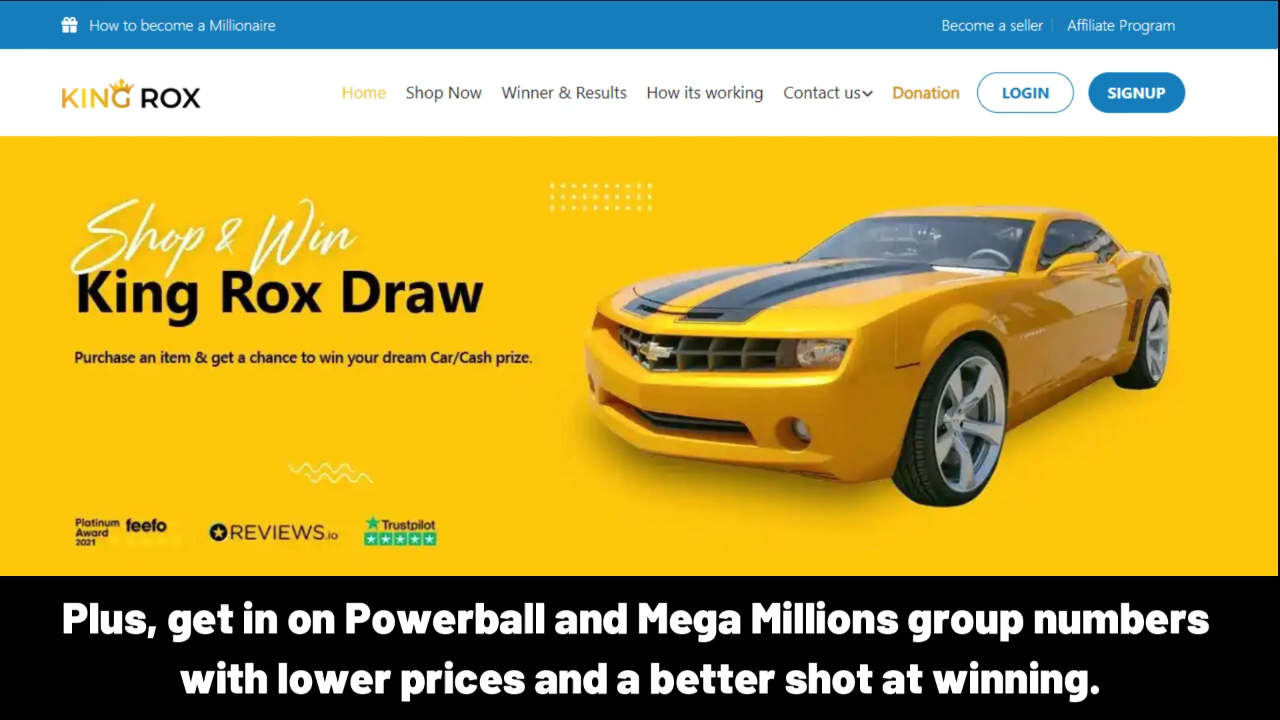 How to become a Millionaire
Become a seller
Affiliate Program
KING ROX
Home
Shop Now
Winner & Results
How its working
Contact us
Donation
LOGIN
SIGNUP
Shop & Win
King Rox Draw
Purchase an item & get a chance to win your dream Car/Cash prize.
Platinum
Award
2021
feefo
REVIEWS.io
Trustpilot
Plus, get in on Powerball and Mega Millions group numbers
with lower prices and a better shot at winning.